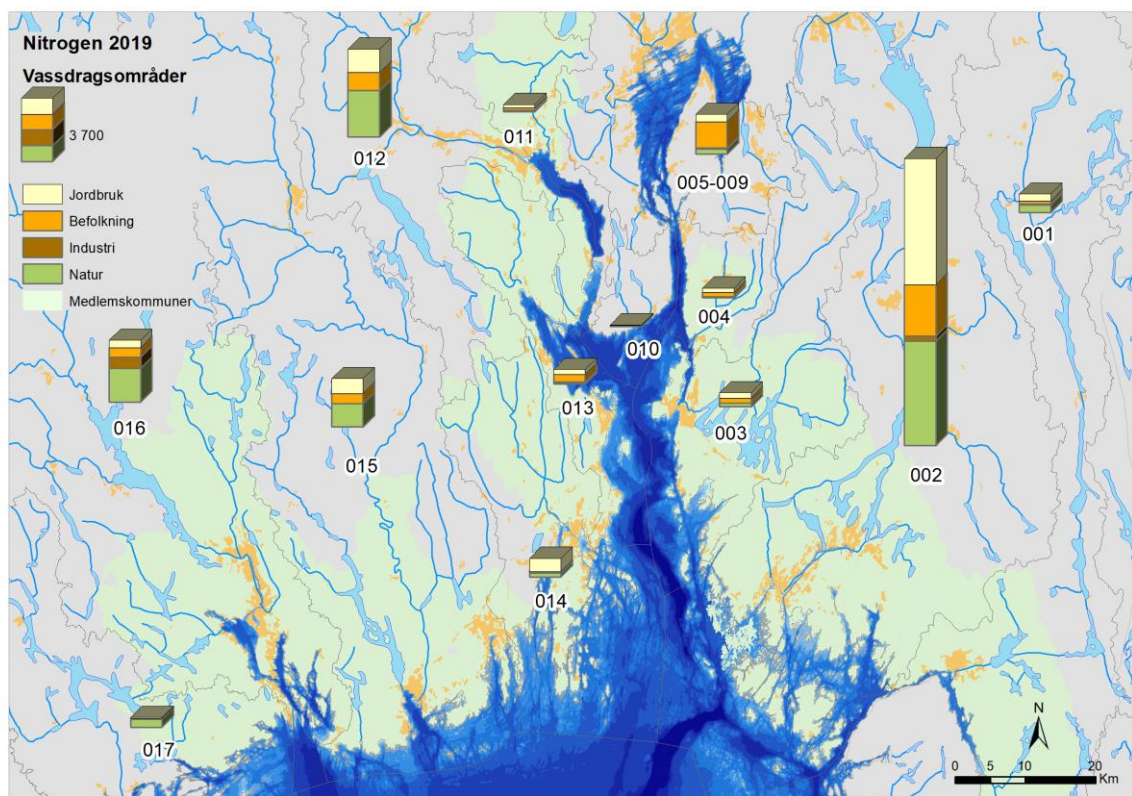 Nitrogen 2019
Vassdragsområder
3 700
Jordbruk
Befolkning
Industri
Natur
Medlemskommuner
012
011
005-009
001
004
010
016
013
003
015
002
014
017
N
0 5 10 20
Km